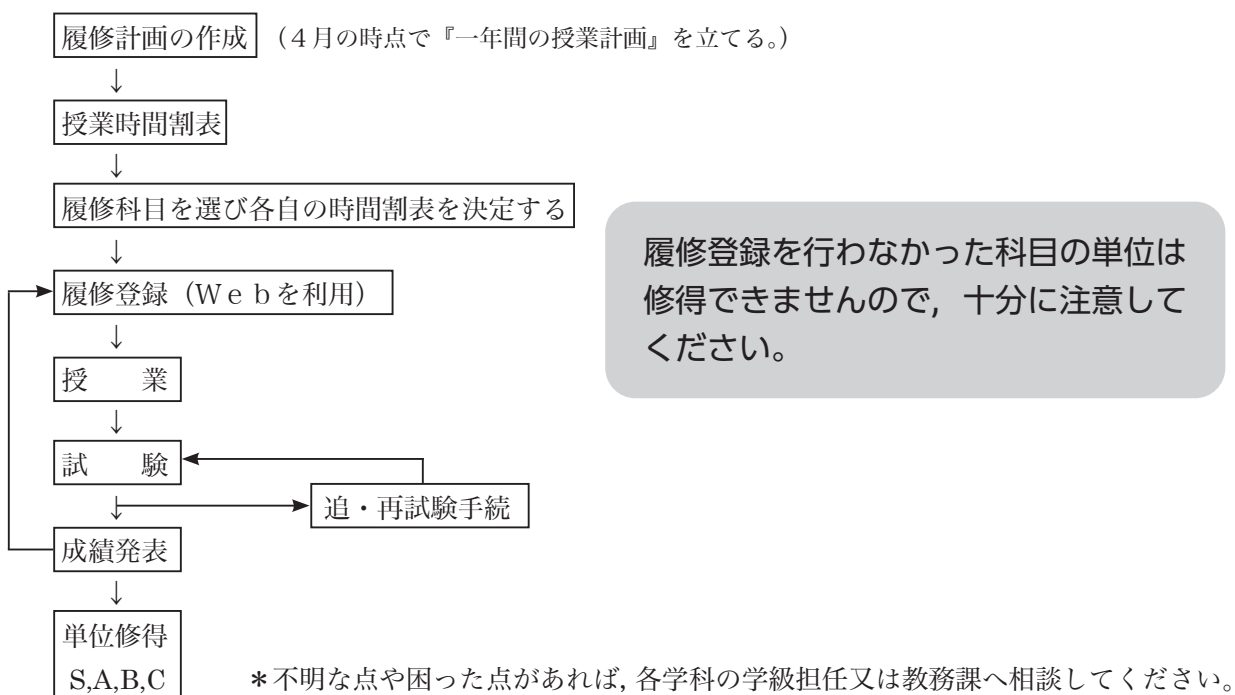 履修計画の作成 （４月の時点で『一年間の授業計画』を立てる。）
↓
授業時間割表
↓
履修科目を選び各自の時間割表を決定する
↓
履修登録（Ｗｅｂを利用）
↓
授　　業
↓
試　　験
↓
追・再試験手続
成績発表
↓
単位修得
S,A,B,C
履修登録を行わなかった科目の単位は
修得できませんので，十分に注意して
ください。
＊不明な点や困った点があれば，各学科の学級担任又は教務課へ相談してください。